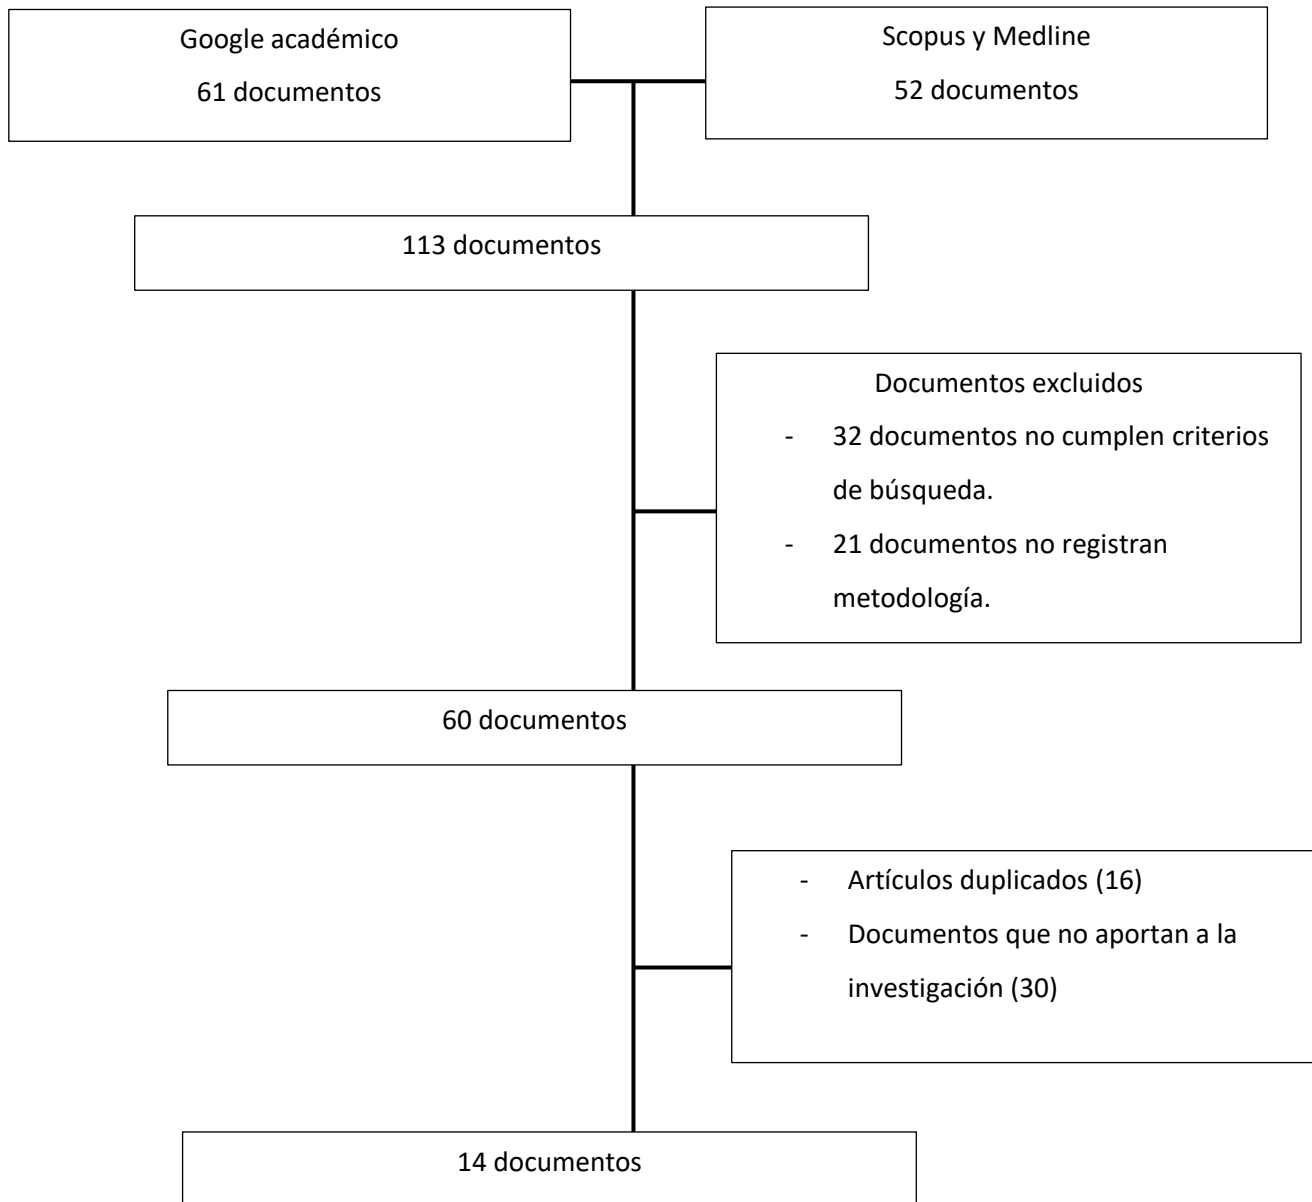 Google académico
61 documentos
Scopus y Medline
52 documentos
113 documentos
Documentos excluidos
- 32 documentos no cumplen criterios
de búsqueda.
- 21 documentos no registran
metodología.
60 documentos
- Artículos duplicados (16)
- Documentos que no aportan a la
investigación (30)
14 documentos